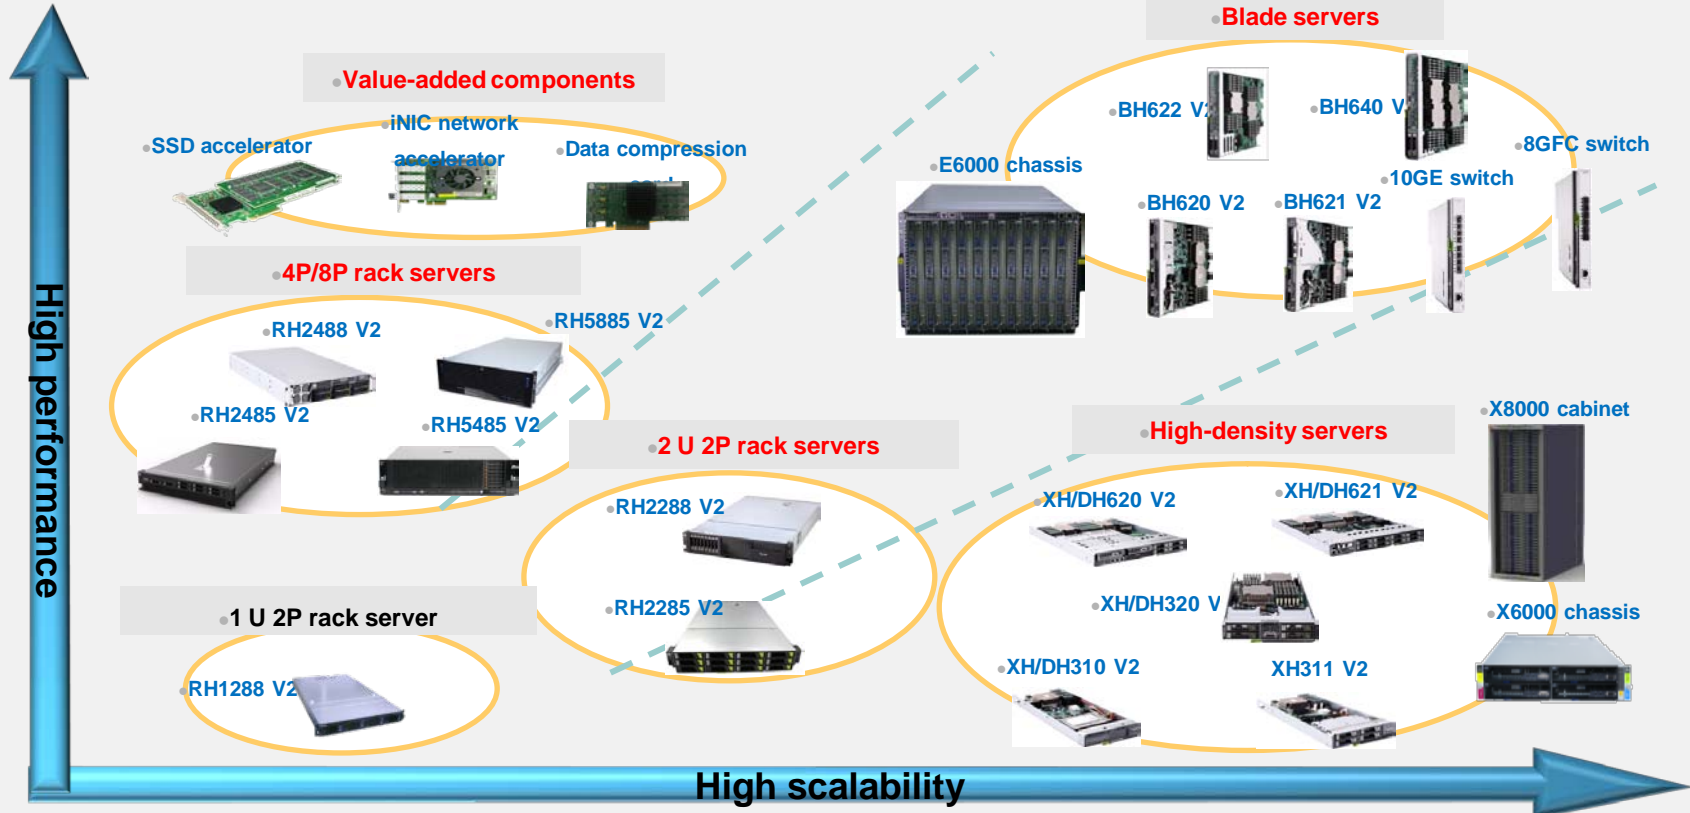 •Blade servers
•Value-added components
•SSD accelerator
•iNIC network
accelerator
•Data compression
•BH622 V2
•BH640 V
•8GFC switch
•E6000 chassis
•10GE switch
•BH620 V2
•BH621 V2
•4P/8P rack servers
•RH2488 V2
•RH5885 V2
•RH2485 V2
•RH5485 V2
•2 U 2P rack servers
•RH2288 V2
•RH2285 V2
•High-density servers
•X8000 cabinet
•XH/DH620 V2
•XH/DH621 V2
•XH/DH320 V
•X6000 chassis
•XH/DH310 V2
XH311 V2
•1 U 2P rack server
•RH1288 V2
High performance
High scalability